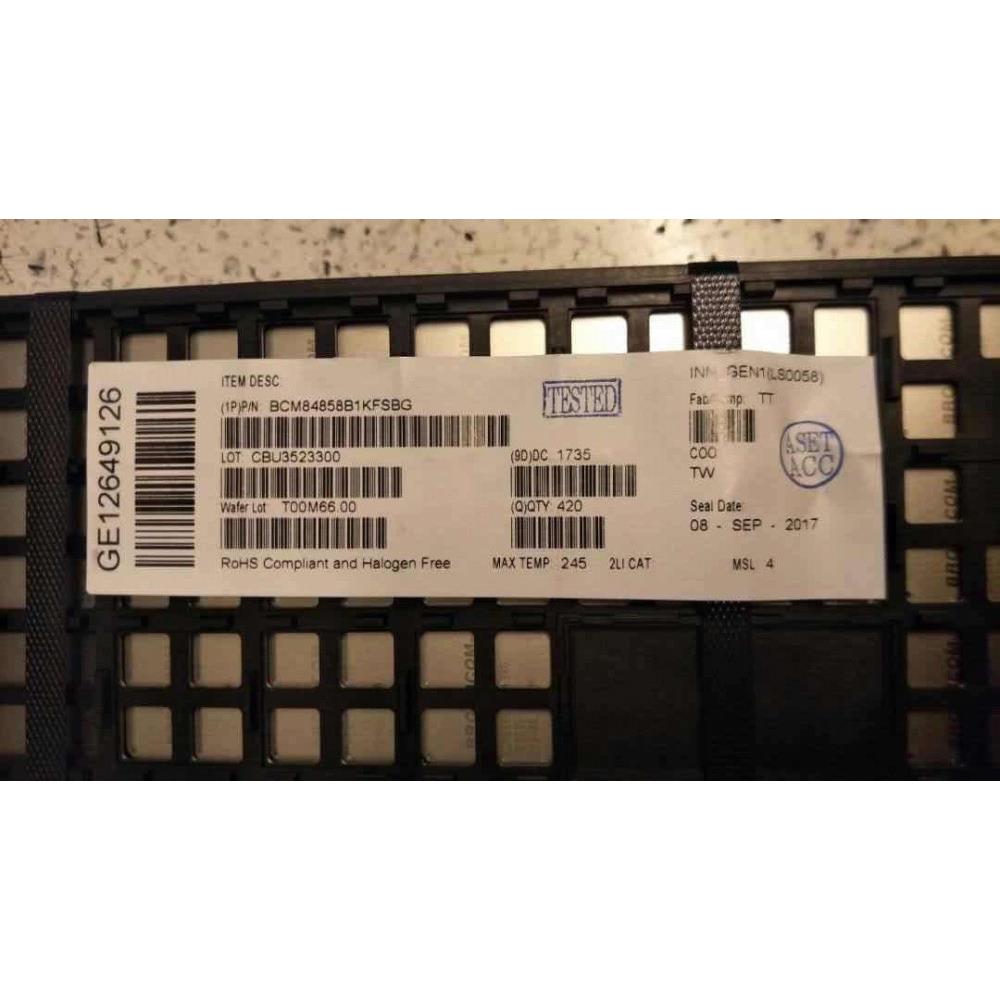 GE12649126
ITEM DESC:
(1P)P/N: BCM84858B1KFSBG
LOT: CBU3523300
Wafer Lot: T00M66.00
RoHS Compliant and Halogen Free
TESTED
(9D)DC: 1735
(Q)QTY: 420
MAX TEMP: 245 2LI CAT
GEN1(LS0058)
TT
COO
TW
ASET
ACC
Seal Date:
08 - SEP - 2017
MSL 4
BROADCOM